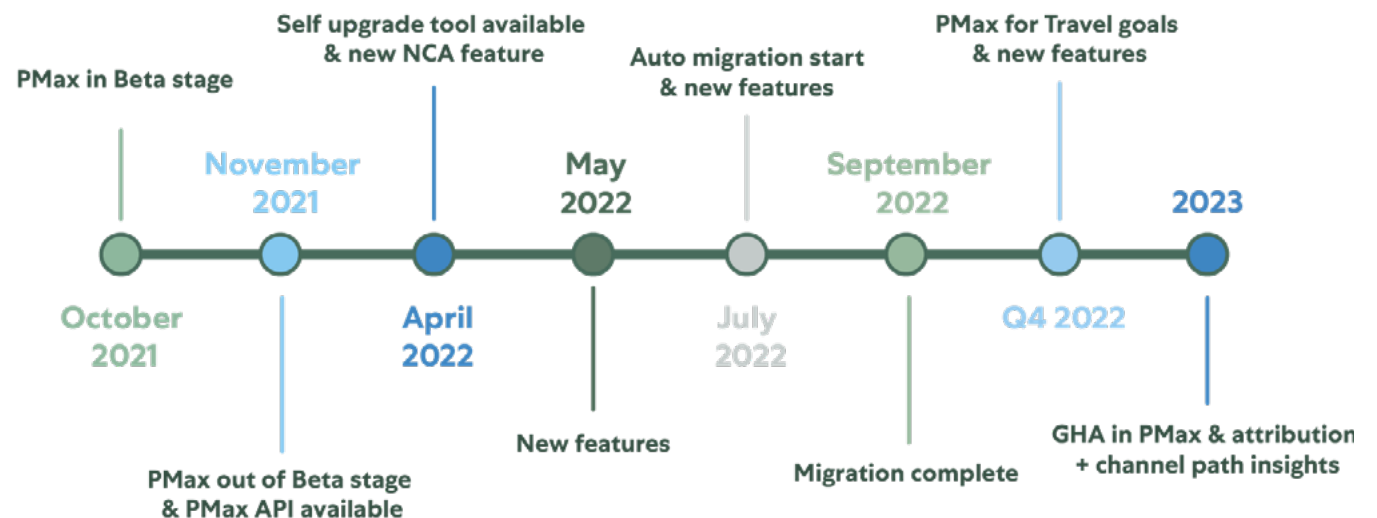 Self upgrade tool available
& new NCA feature
PMax for Travel goals
& new features
Auto migration start
& new features
PMax in Beta stage
November
2021
May
2022
September
2022
2023
October
2021
April
2022
July
2022
Q4 2022
New features
GHA in PMax & attribution
+ channel path insights
Migration complete
PMax out of Beta stage
& PMax API available